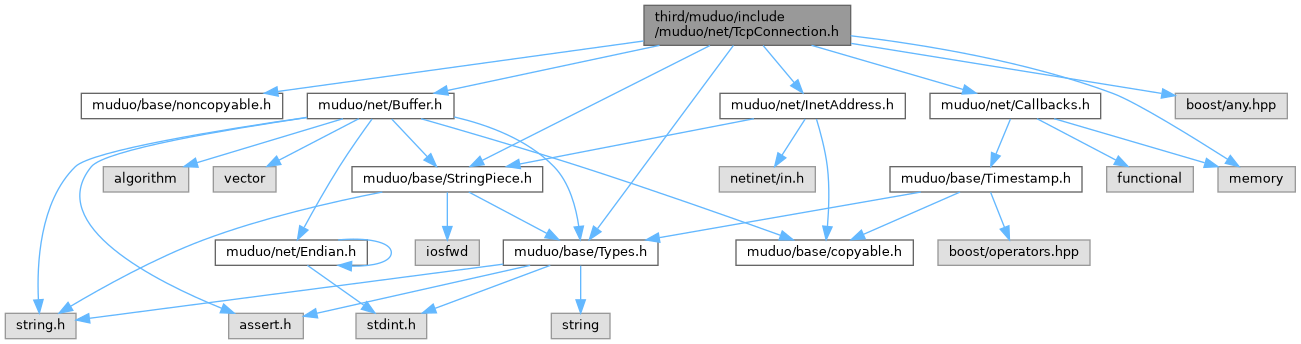 third/muduo/include
/muduo/net/TcpConnection.h
muduo/base/noncopyable.h
muduo/net/Buffer.h
muduo/net/InetAddress.h
muduo/net/Callbacks.h
boost/any.hpp
algorithm
vector
muduo/base/StringPiece.h
netinet/in.h
muduo/base/Timestamp.h
functional
memory
muduo/net/Endian.h
iosfwd
muduo/base/Types.h
muduo/base/copyable.h
boost/operators.hpp
string.h
assert.h
stdint.h
string